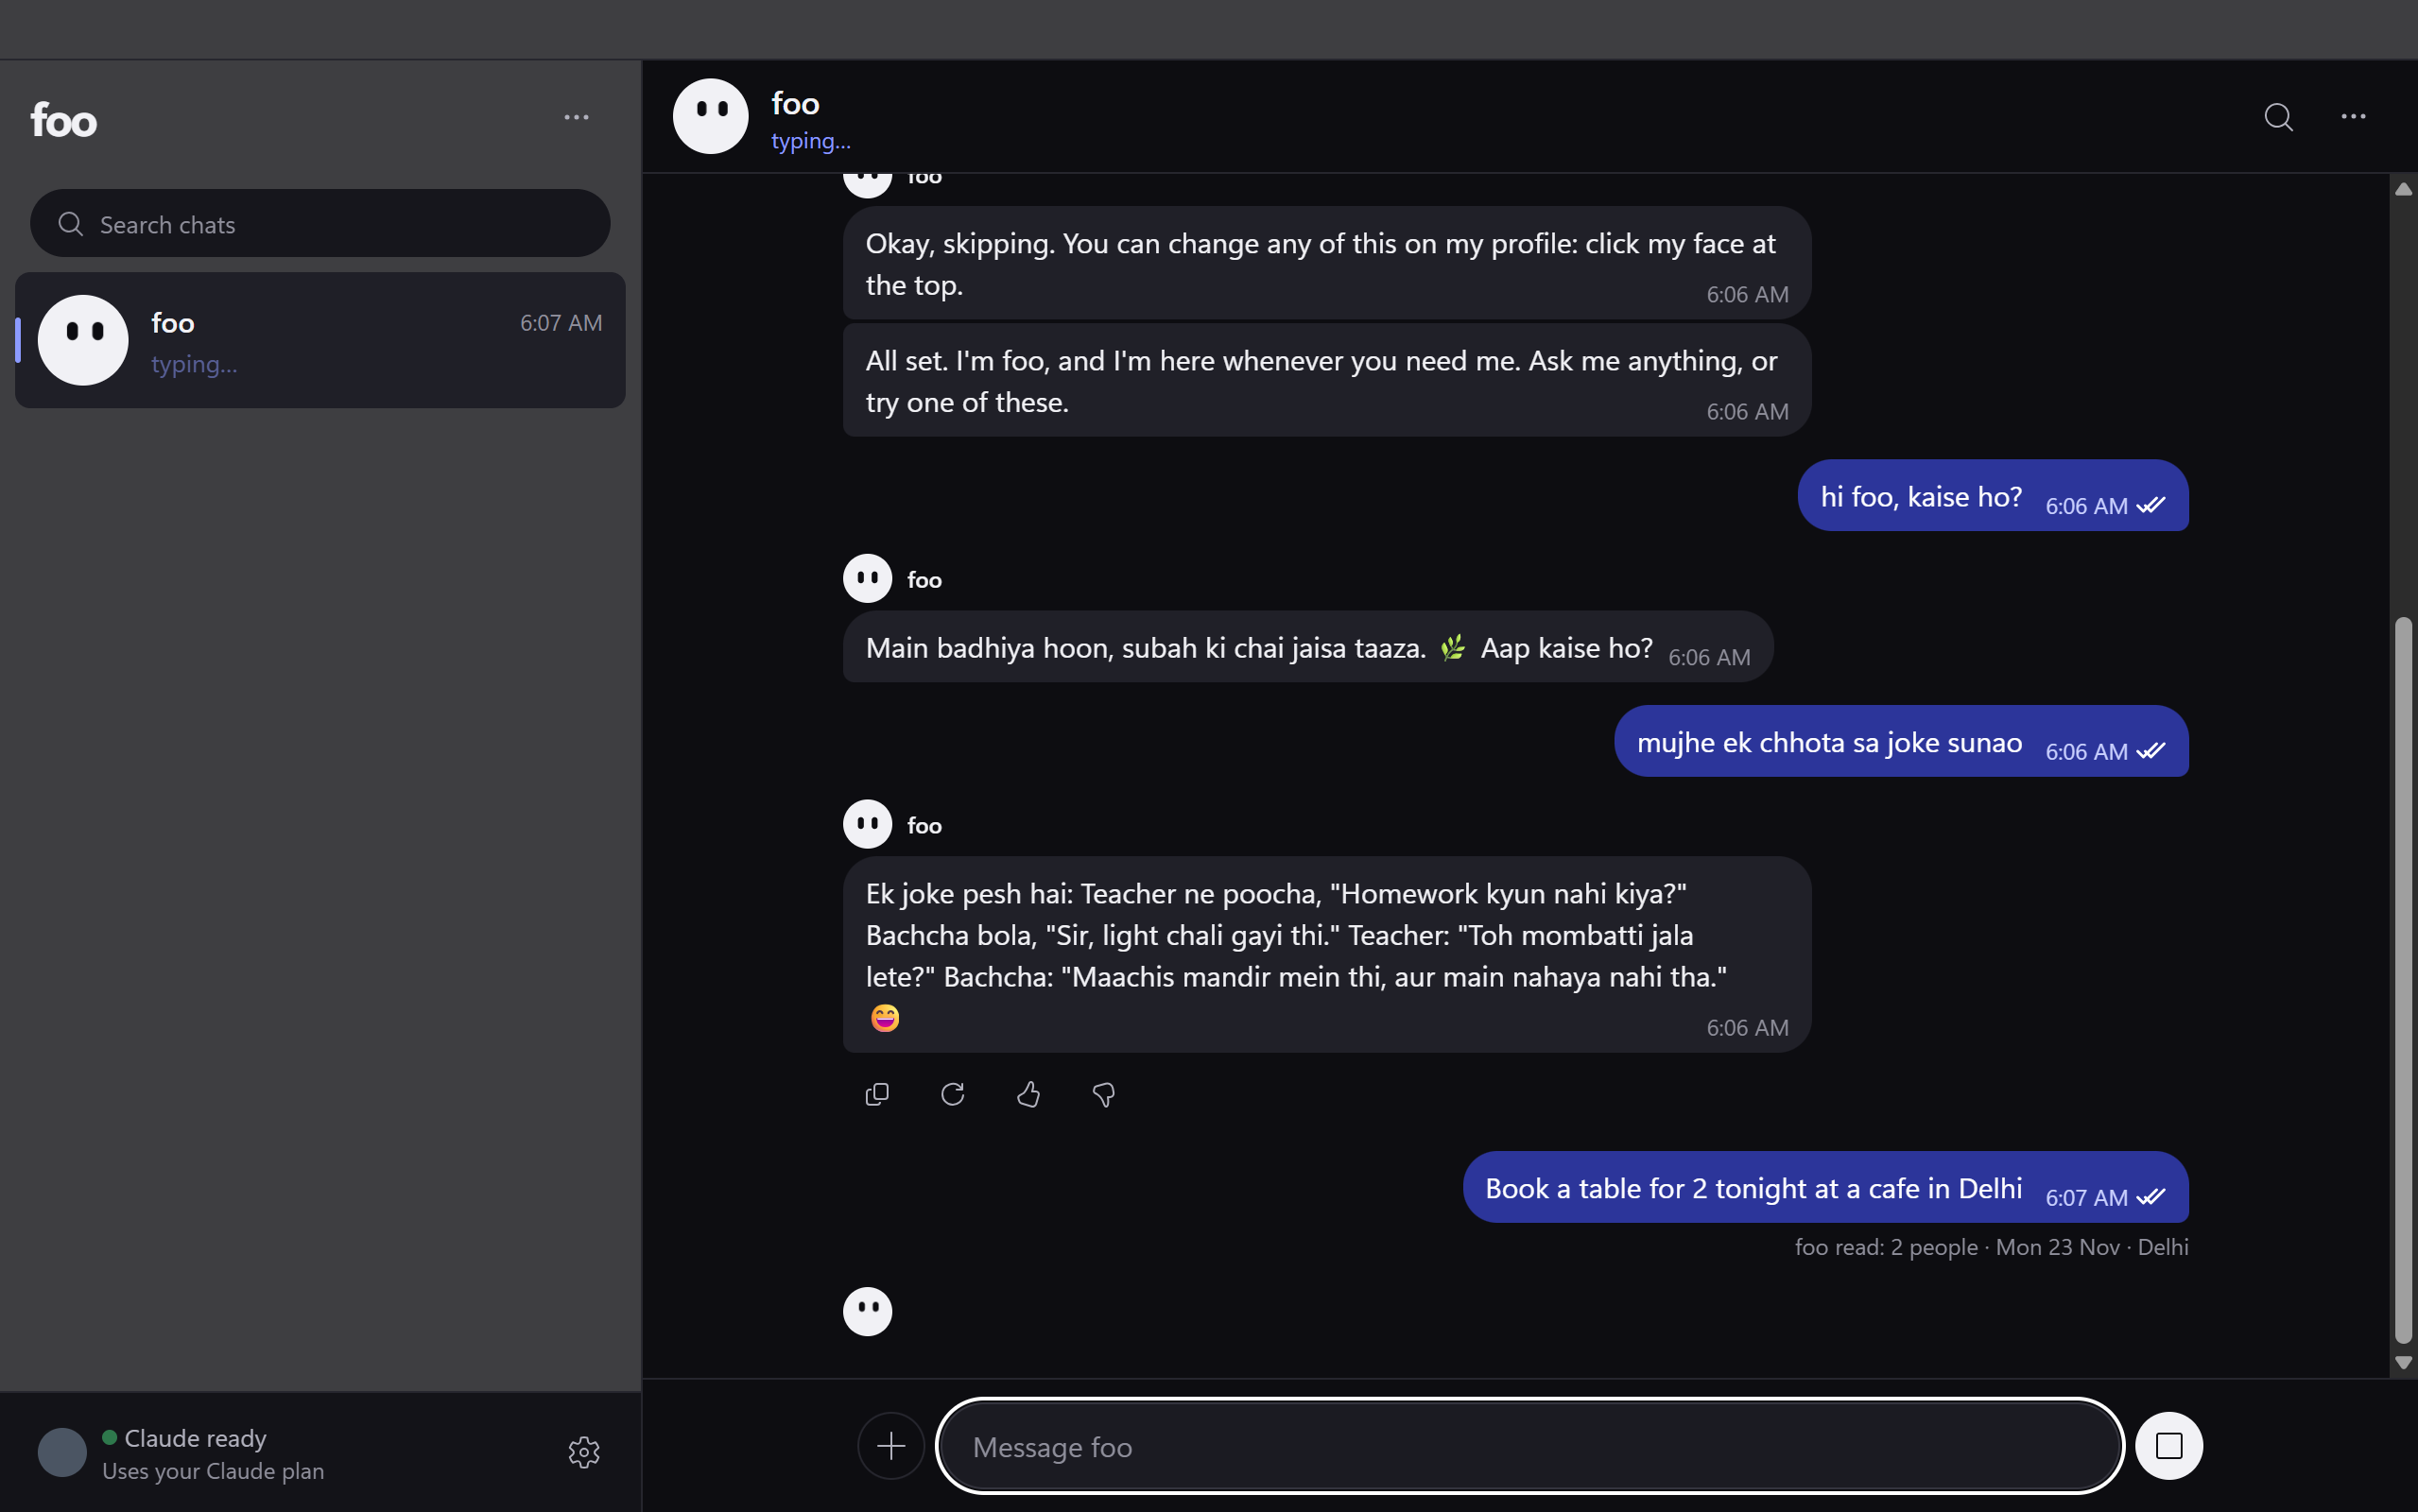 foo
Search chats
foo
6:07 AM
typing...
Claude ready
Uses your Claude plan
foo
typing...
foo
Okay, skipping. You can change any of this on my profile: click my face at
the top.
6:06 AM
All set. I'm foo, and I'm here whenever you need me. Ask me anything, or
try one of these.
6:06 AM
hi foo, kaise ho? 6:06 AM
foo
Main badhiya hoon, subah ki chai jaisa taaza. 🌿 Aap kaise ho? 6:06 AM
mujhe ek chhota sa joke sunao 6:06 AM
foo
Ek joke pesh hai: Teacher ne poocha, "Homework kyun nahi kiya?"
Bachcha bola, "Sir, light chali gayi thi." Teacher: "Toh mombatti jala
lete?" Bachcha: "Maachis mandir mein thi, aur main nahaya nahi tha."
😄 6:06 AM
Book a table for 2 tonight at a cafe in Delhi 6:07 AM
foo read: 2 people · Mon 23 Nov · Delhi
Message foo